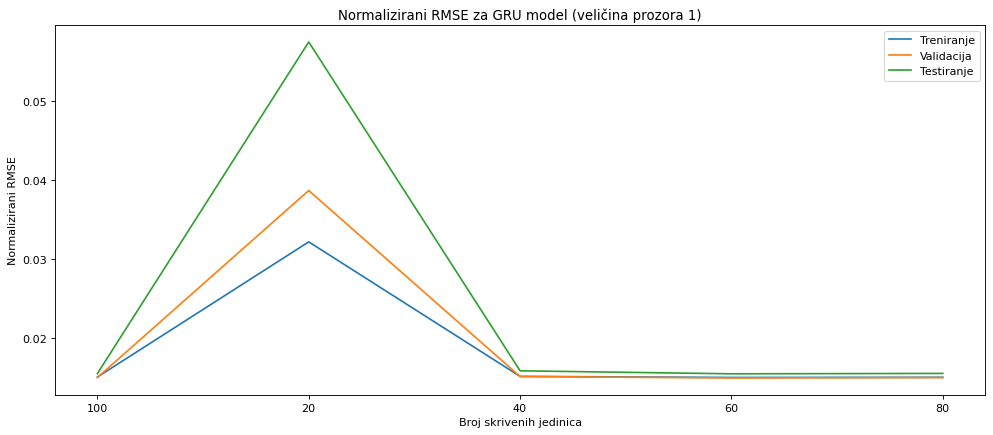 Normalizirani RMSE za GRU model (veličina prozora 1)
Treniranje
Validacija
Testiranje
Normalizirani RMSE
0.05
0.04
0.03
0.02
100 20 40 60 80
Broj skrivenih jedinica